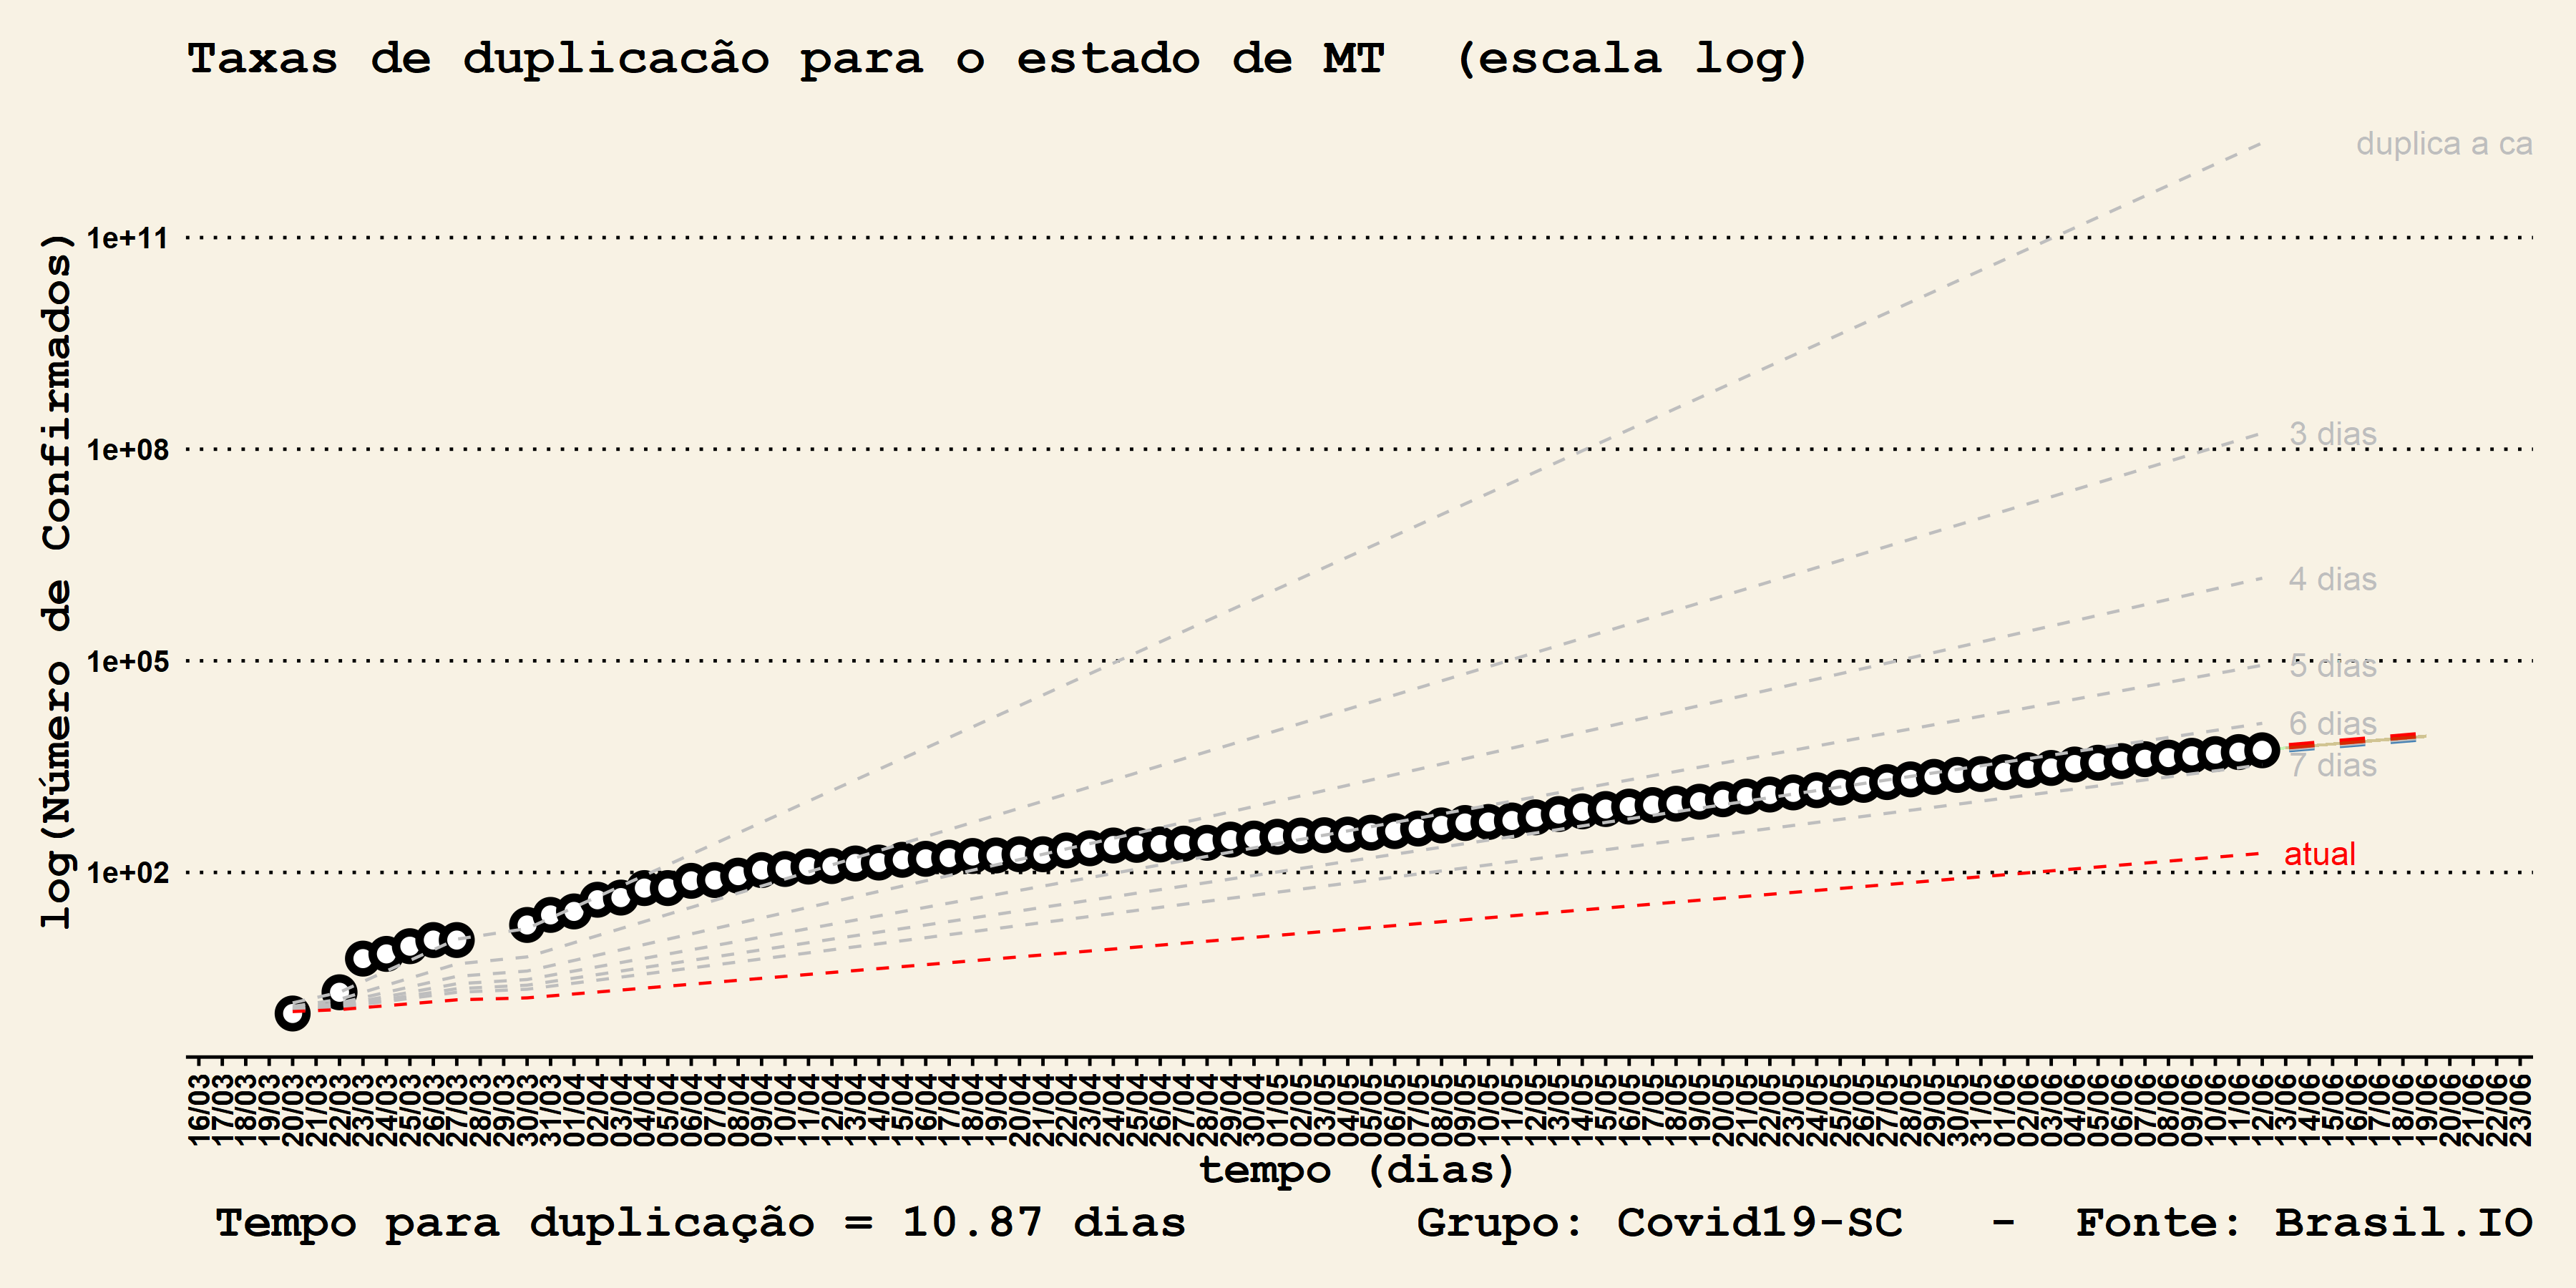 Taxas de duplicacão para o estado de MT  (escala log)
log(Número de Confirmados)
1e+11
1e+08
1e+05
1e+02
duplica a ca
3 dias
4 dias
5 dias
6 dias
7 dias
atual
16/03 17/03 18/03 19/03 20/03 21/03 22/03 23/03 24/03 25/03 26/03 27/03 28/03 29/03 30/03 31/03 01/04 02/04 03/04 04/04 05/04 06/04 07/04 08/04 09/04 10/04 11/04 12/04 13/04 14/04 15/04 16/04 17/04 18/04 19/04 20/04 21/04 22/04 23/04 24/04 25/04 26/04 27/04 28/04 29/04 30/04 01/05 02/05 03/05 04/05 05/05 06/05 07/05 08/05 09/05 10/05 11/05 12/05 13/05 14/05 15/05 16/05 17/05 18/05 19/05 20/05 21/05 22/05 23/05 24/05 25/05 26/05 27/05 28/05 29/05 30/05 31/05 01/06 02/06 03/06 04/06 05/06 06/06 07/06 08/06 09/06 10/06 11/06 12/06 13/06 14/06 15/06 16/06 17/06 18/06 19/06 20/06 21/06 22/06 23/06
tempo (dias)
Tempo para duplicação = 10.87 dias
Grupo: Covid19-SC   -  Fonte: Brasil.IO